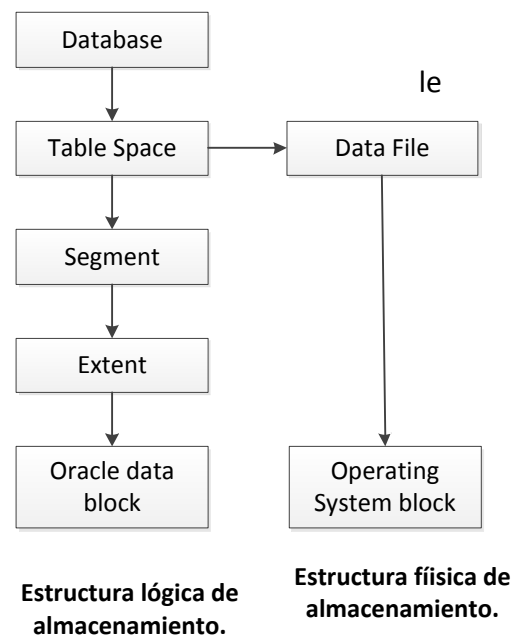 Database
le
Table Space
Data File
Segment
Extent
Oracle data
block
Operating
System block
Estructura lógica de
almacenamiento.
Estructura fíisica de
almacenamiento.